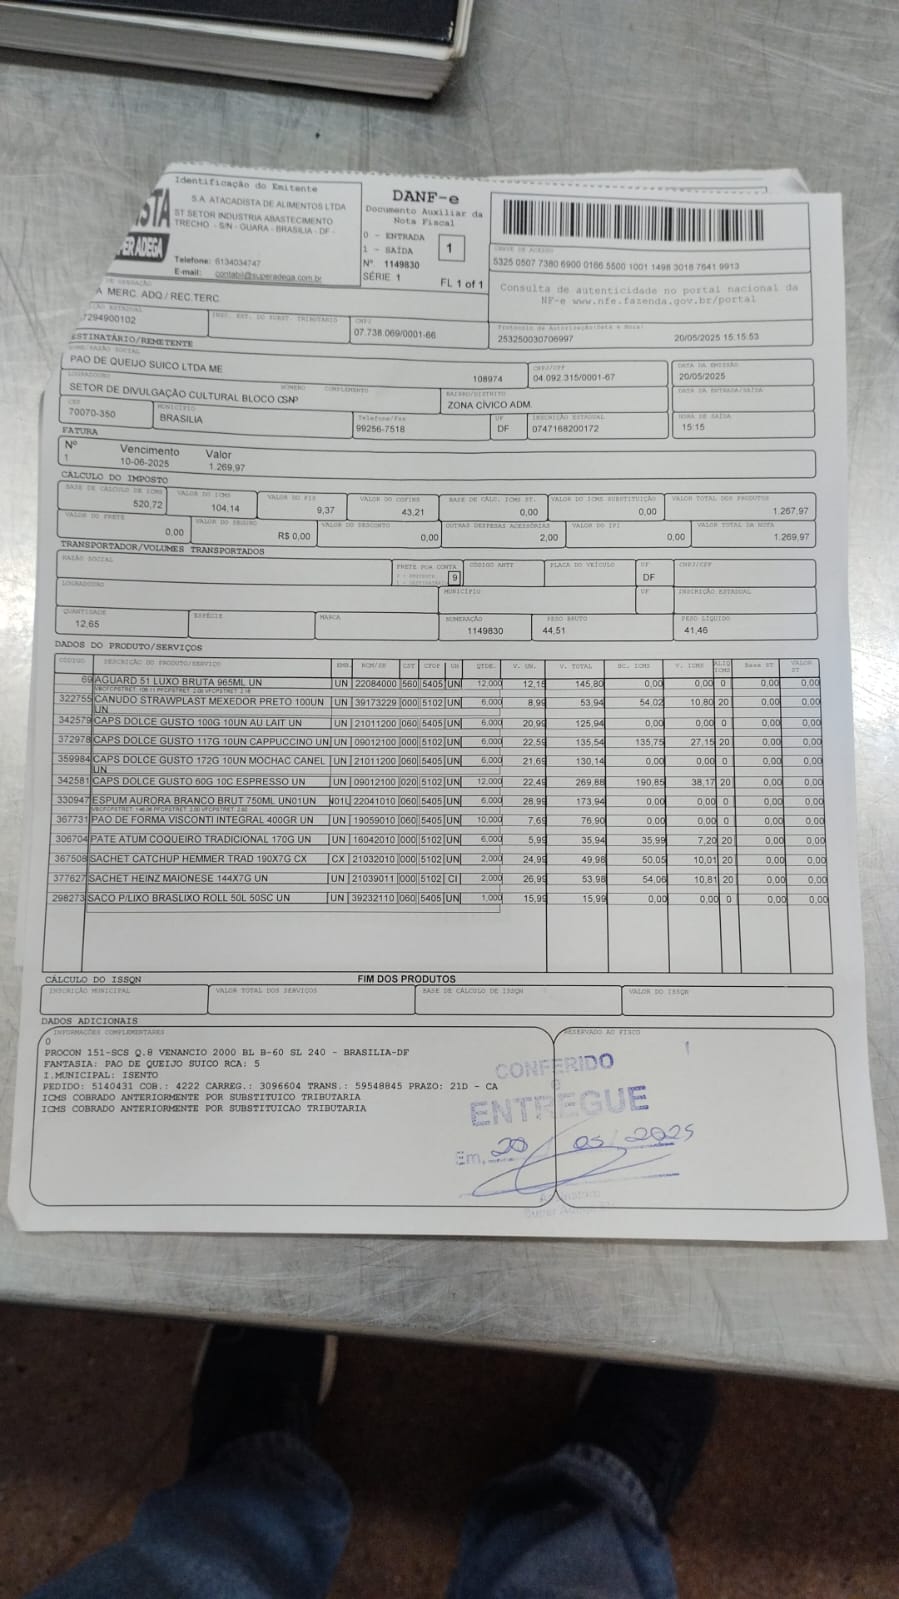 Identificação do Emitente
S.A. ATACADISTA DE ALIMENTOS LTDA
ST SETOR INDUSTRIA ABASTECIMENTO
TRECHO - S/N - GUARA - BRASILIA - DF -
Telefone: 6134034747
E-mail: contabil@superadega.com.br
STA
PER ADEGA
DANF-e
Documento Auxiliar da
Nota Fiscal
0 - ENTRADA
1 - SAÍDA
1
Nº 1149830
SÉRIE 1
FL 1 of 1
CHAVE DE ACESSO
5325 0507 7380 6900 0166 5500 1001 1498 3018 7641 9913
Consulta de autenticidade no portal nacional da
NF-e www.nfe.fazenda.gov.br/portal
A MERC. ADQ./ REC.TERC.
Protocolo de Autorização(Data e Hora)
253250030706997 20/05/2025 15:15:53
INSC. EST. DO SUBST. TRIBUTÁRIO
CNPJ
7294900102 07.738.069/0001-66
ESTINATÁRIO/REMETENTE
PAO DE QUEIJO SUICO LTDA ME 108974
CNPJ/CPF
04.092.315/0001-67
DATA DA EMISSÃO
20/05/2025
LOGRADOURO NÚMERO COMPLEMENTO
SETOR DE DIVULGAÇÃO CULTURAL BLOCO C SNº
BAIRRO/DISTRITO
ZONA CÍVICO ADM.
DATA DA ENTRADA/SAÍDA
CEP
70070-350
MUNICÍPIO
BRASILIA
Telefone/Fax
99256-7518
UF
DF
INSCRIÇÃO ESTADUAL
0747168200172
HORA DE SAÍDA
15:15
FATURA
Nº Vencimento Valor
1 10-06-2025 1.269,97
CÁLCULO DO IMPOSTO
BASE DE CÁLCULO DE ICMS VALOR DO ICMS VALOR DO PIS VALOR DO COFINS BASE DE CÁLC. ICMS ST. VALOR DO ICMS SUBSTITUIÇÃO VALOR TOTAL DOS PRODUTOS
520,72 104,14 9,37 43,21 0,00 0,00 1.267,97
VALOR DO FRETE VALOR DO SEGURO VALOR DO DESCONTO OUTRAS DESPESAS ACESSÓRIAS VALOR DO IPI VALOR TOTAL DA NOTA
0,00 R$ 0,00 0,00 2,00 0,00 1.269,97
TRANSPORTADOR/VOLUMES TRANSPORTADOS
RAZÃO SOCIAL FRETE POR CONTA CÓDIGO ANTT PLACA DO VEÍCULO UF CNPJ/CPF
9 DF
LOGRADOURO MUNICÍPIO UF INSCRIÇÃO ESTADUAL
QUANTIDADE ESPÉCIE MARCA NUMERAÇÃO PESO BRUTO PESO LÍQUIDO
12,65 1149830 44,51 41,46
DADOS DO PRODUTO/SERVIÇOS
CÓDIGO DESCRIÇÃO DO PRODUTO/SERVICO EMB. NCM/SH CST CFOP UN QTDE. V. UN. V. TOTAL BC. ICMS V. ICMS ALIQ ICMS Base ST VALOR ST
69 AGUARD 51 LUXO BRUTA 965ML UN UN 22084000 560 5405 UN 12,000 12,15 145,80 0,00 0,00 0 0,00 0,00
322755 CANUDO STRAWPLAST MEXEDOR PRETO 100UN UN 39173229 000 5102 UN 6,000 8,99 53,94 54,02 10,80 20 0,00 0,00
UN
342579 CAPS DOLCE GUSTO 100G 10UN AU LAIT UN UN 21011200 060 5405 UN 6,000 20,99 125,94 0,00 0,00 0 0,00 0,00
372978 CAPS DOLCE GUSTO 117G 10UN CAPPUCCINO UN UN 09012100 000 5102 UN 6,000 22,59 135,54 135,75 27,15 20 0,00 0,00
359984 CAPS DOLCE GUSTO 172G 10UN MOCHAC CANEL UN 21011200 060 5405 UN 6,000 21,69 130,14 0,00 0,00 0 0,00 0,00
UN
342581 CAPS DOLCE GUSTO 60G 10C ESPRESSO UN UN 09012100 020 5102 UN 12,000 22,49 269,88 190,85 38,17 20 0,00 0,00
330947 ESPUM AURORA BRANCO BRUT 750ML UN01UN 22041010 060 5405 UN 6,000 28,99 173,94 0,00 0,00 0 0,00 0,00
367731 PAO DE FORMA VISCONTI INTEGRAL 400GR UN UN 19059010 060 5405 UN 10,000 7,69 76,90 0,00 0,00 0 0,00 0,00
306704 PATE ATUM COQUEIRO TRADICIONAL 170G UN UN 16042010 000 5102 UN 6,000 5,99 35,94 35,99 7,20 20 0,00 0,00
367508 SACHET CATCHUP HEMMER TRAD 190X7G CX CX 21032010 000 5102 UN 2,000 24,99 49,98 50,05 10,01 20 0,00 0,00
377627 SACHET HEINZ MAIONESE 144X7G UN UN 21039011 000 5102 CI 2,000 26,99 53,98 54,06 10,81 20 0,00 0,00
298273 SACO P/LIXO BRASLIXO ROLL 50L 50SC UN UN 39232110 060 5405 UN 1,000 15,99 15,99 0,00 0,00 0 0,00 0,00
CÁLCULO DO ISSQN FIM DOS PRODUTOS
INSCRIÇÃO MUNICIPAL VALOR TOTAL DOS SERVIÇOS BASE DE CÁLCULO DE ISSQN VALOR DO ISSQN
DADOS ADICIONAIS
INFORMAÇÕES COMPLEMENTARES RESERVADO AO FISCO
0
PROCON 151-SCS Q.8 VENANCIO 2000 BL B-60 SL 240 - BRASILIA-DF
FANTASIA: PAO DE QUEIJO SUICO RCA: 5
I.MUNICIPAL: ISENTO
PEDIDO: 5140431 COB.: 4222 CARREG.: 3096604 TRANS.: 59548845 PRAZO: 21D - CA
ICMS COBRADO ANTERIORMENTE POR SUBSTITUICO TRIBUTARIA
ICMS COBRADO ANTERIORMENTE POR SUBSTITUICAO TRIBUTARIA
CONFERIDO
e
ENTREGUE
Em, 20 / 05 / 2025